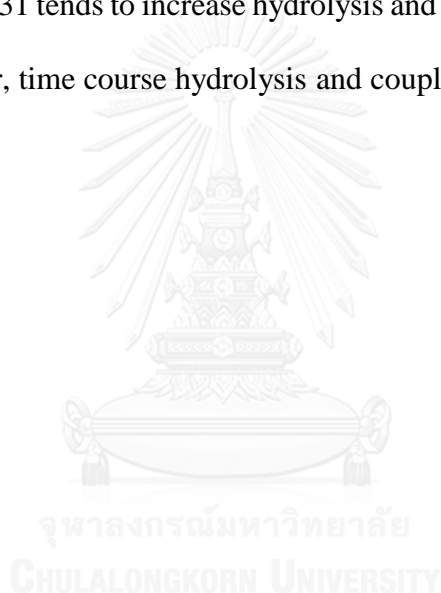 31 tends to increase hydrolysis and
, time course hydrolysis and coupl
จุฬาลงกรณ์มหาวิทยาลัย
CHULALONGKORN UNIVERSITY